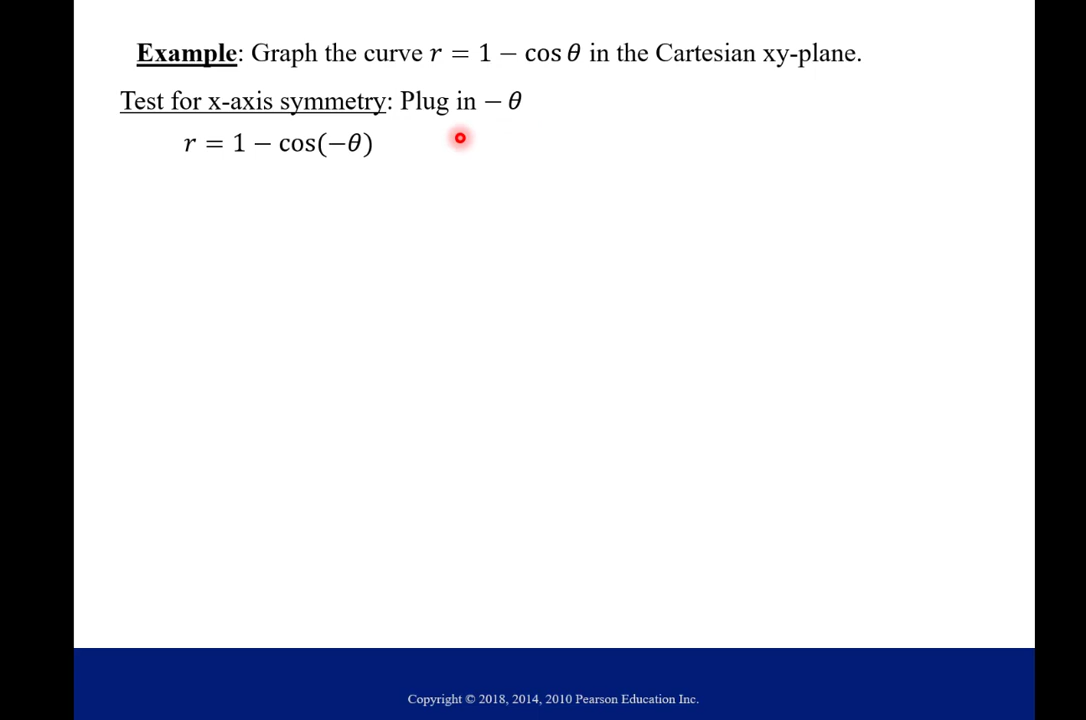 Example: Graph the curve 𝑟 = 1 − cos 𝜃 in the Cartesian xy-plane.
Test for x-axis symmetry: Plug in − 𝜃
𝑟 = 1 − cos(−𝜃)
Copyright © 2018, 2014, 2010 Pearson Education Inc.